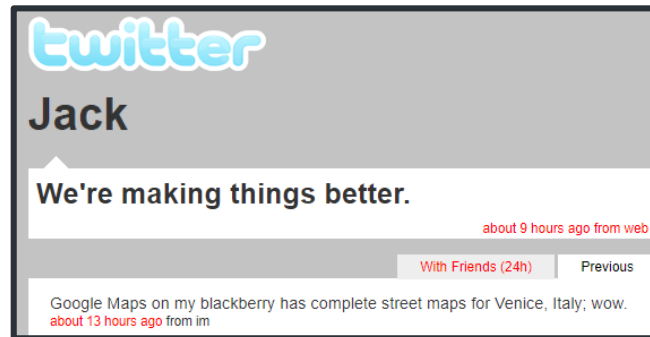 twitter
Jack
We're making things better.
about 9 hours ago from web
With Friends (24h) Previous
Google Maps on my blackberry has complete street maps for Venice, Italy; wow.
about 13 hours ago from im